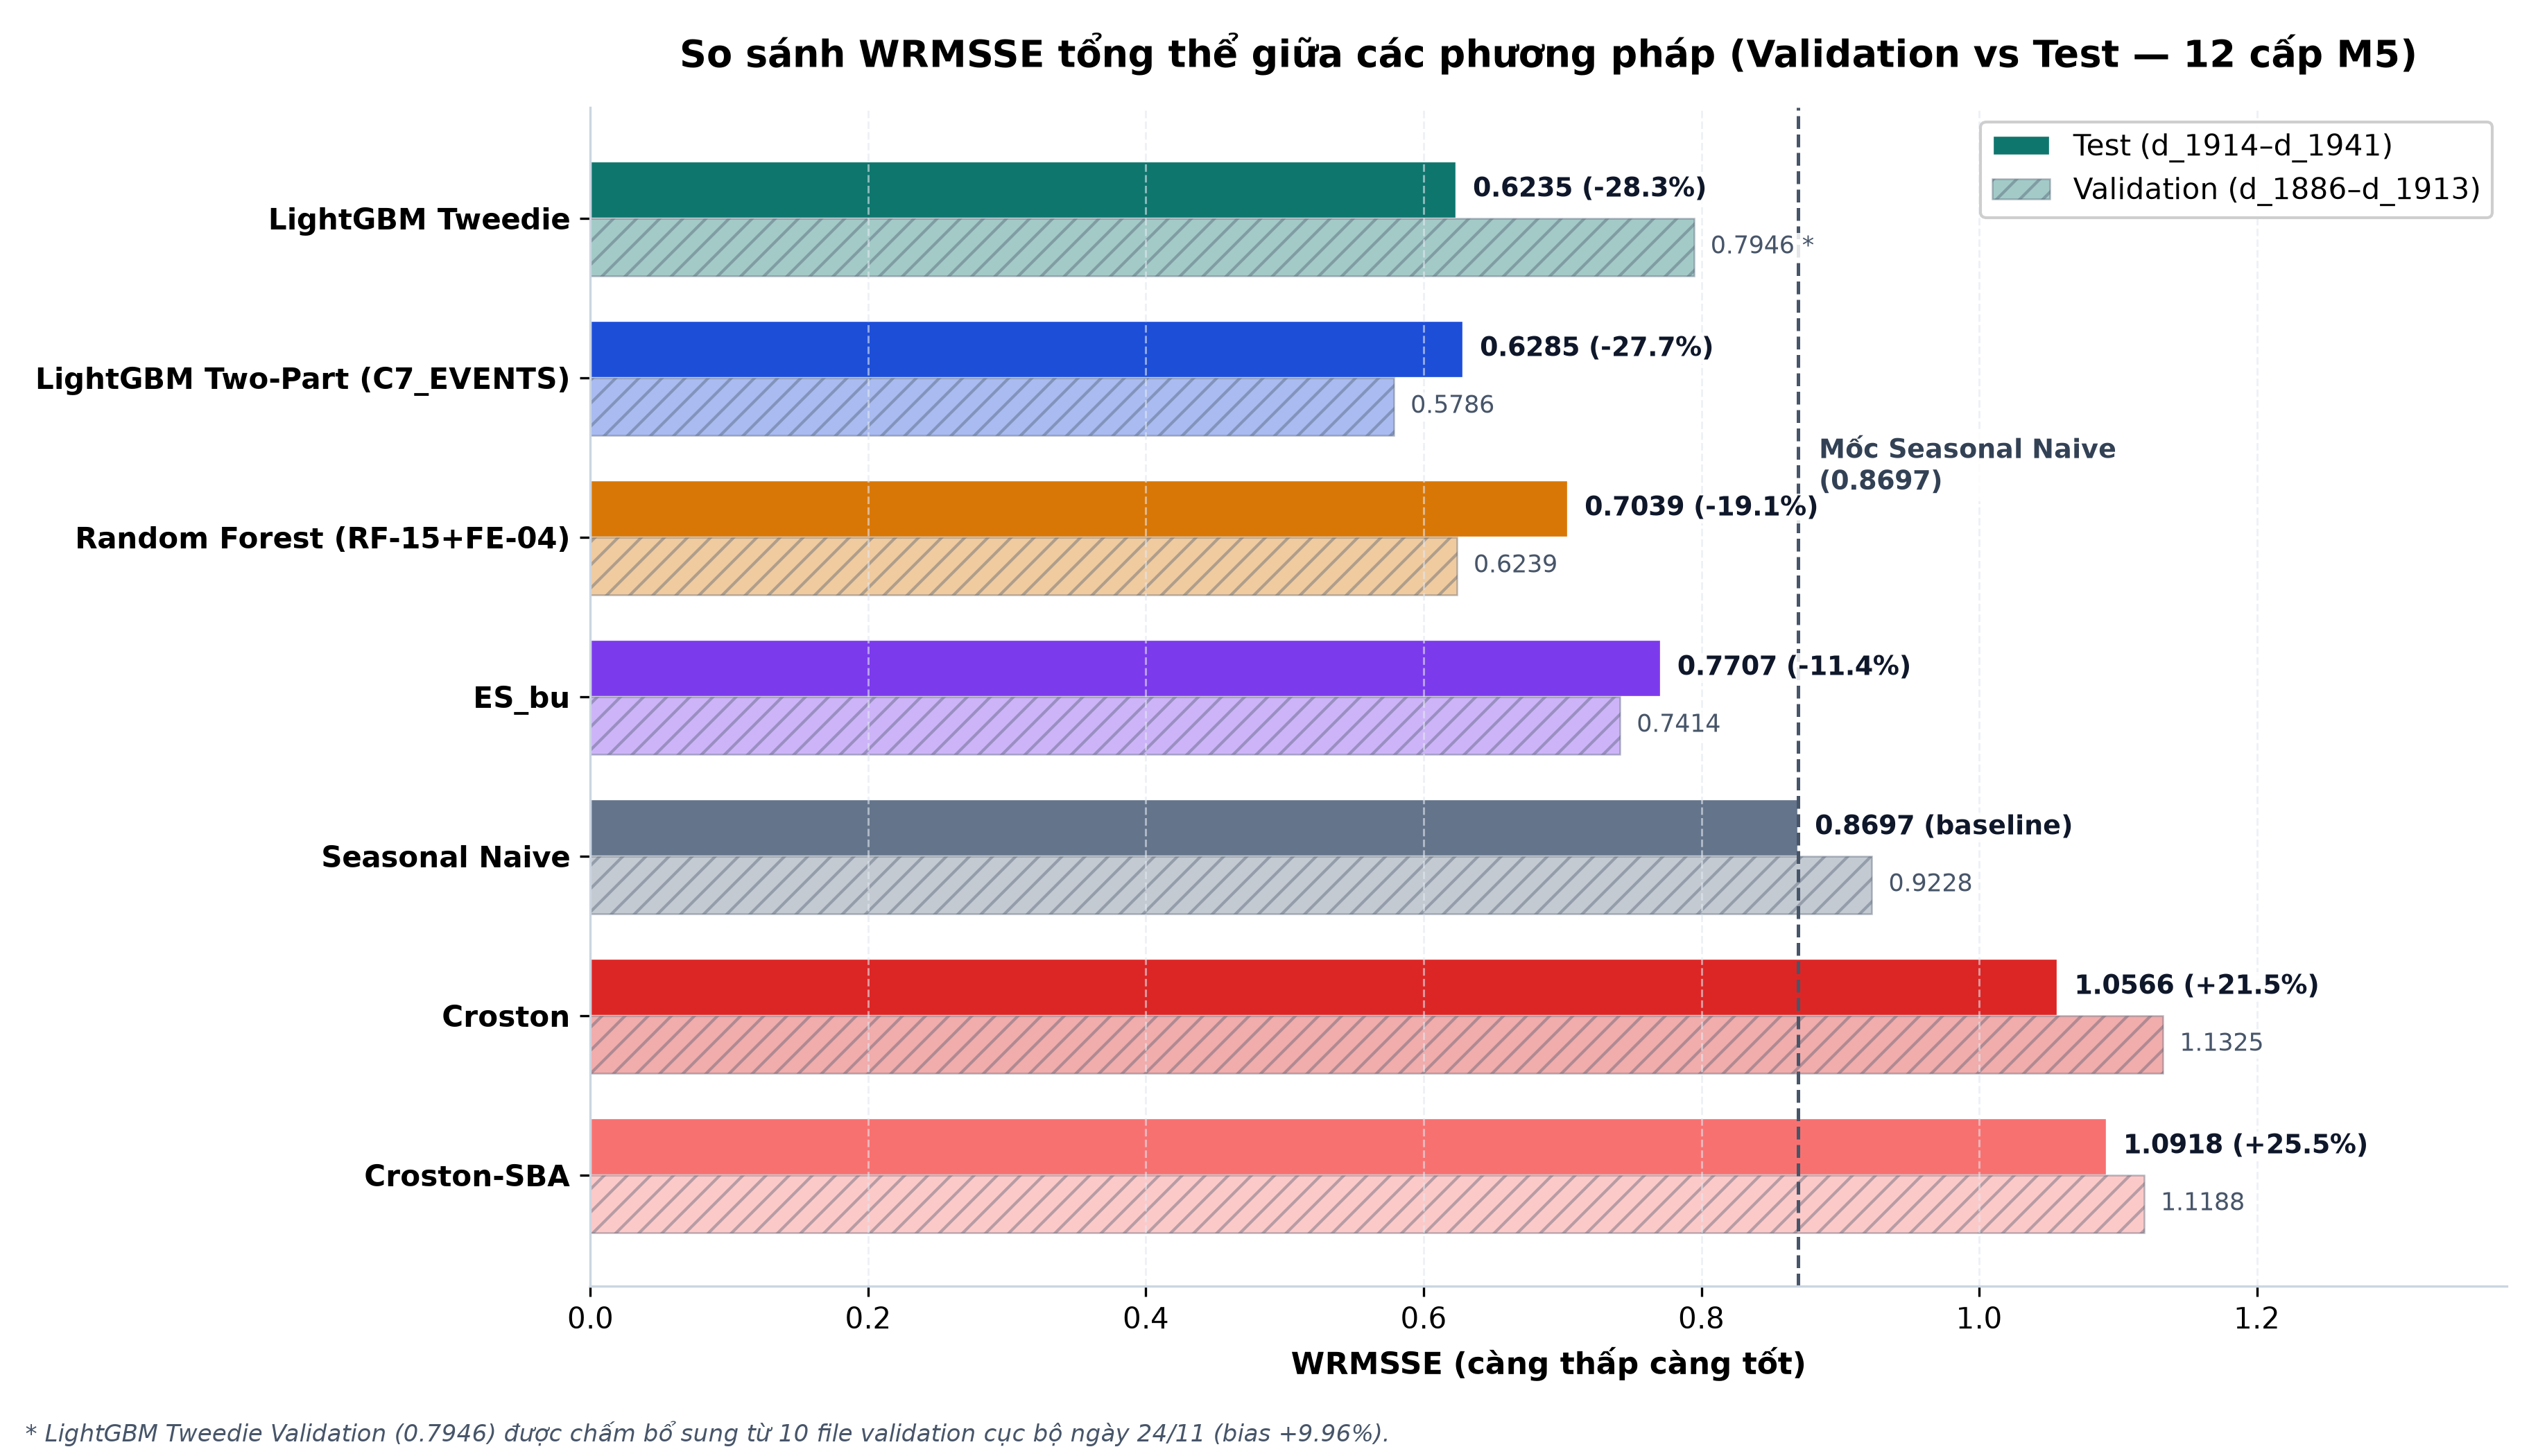 So sánh WRMSSE tổng thể giữa các phương pháp (Validation vs Test — 12 cấp M5)
Test (d_1914–d_1941)
Validation (d_1886–d_1913)
LightGBM Tweedie
0.6235 (-28.3%)
0.7946 *
LightGBM Two-Part (C7_EVENTS)
0.6285 (-27.7%)
0.5786
Mốc Seasonal Naive
(0.8697)
Random Forest (RF-15+FE-04)
0.7039 (-19.1%)
0.6239
ES_bu
0.7707 (-11.4%)
0.7414
Seasonal Naive
0.8697 (baseline)
0.9228
Croston
1.0566 (+21.5%)
1.1325
Croston-SBA
1.0918 (+25.5%)
1.1188
0.0 0.2 0.4 0.6 0.8 1.0 1.2
WRMSSE (càng thấp càng tốt)
* LightGBM Tweedie Validation (0.7946) được chấm bổ sung từ 10 file validation cục bộ ngày 24/11 (bias +9.96%).